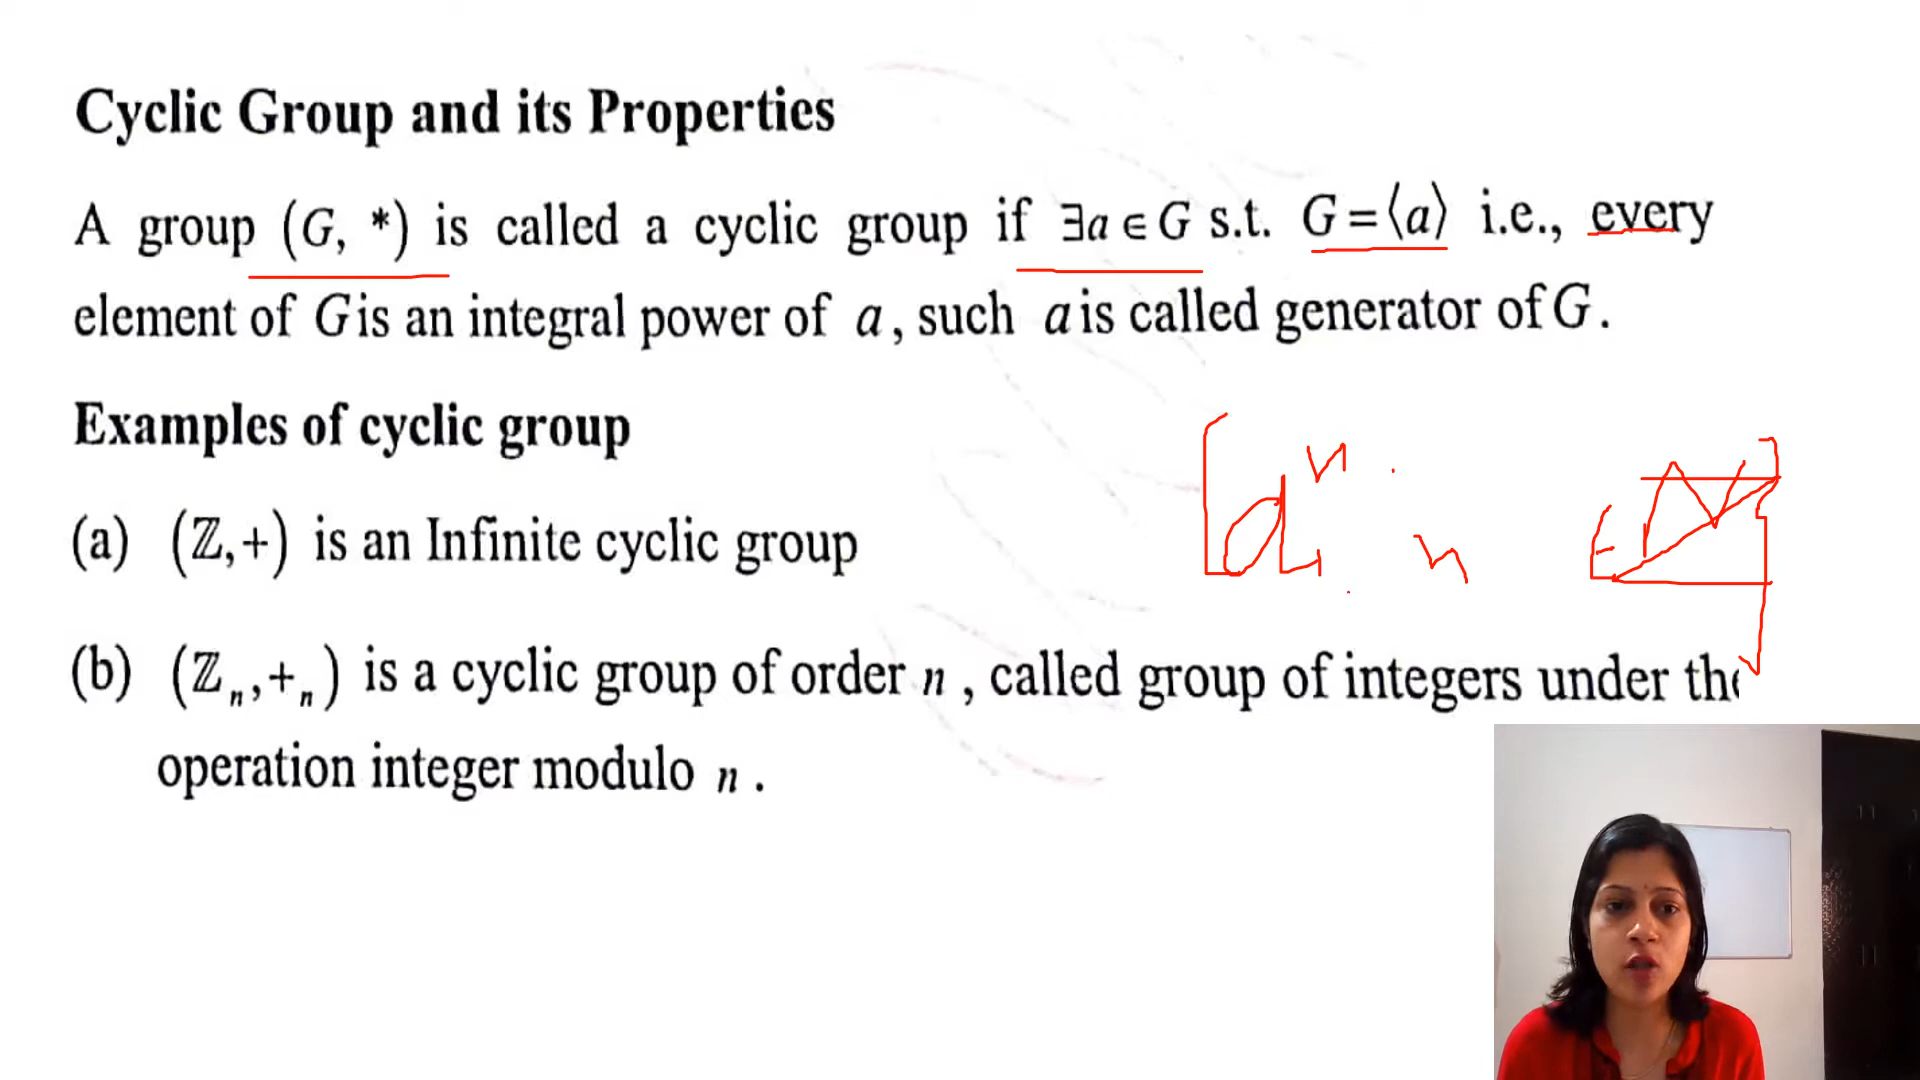 Cyclic Group and its Properties
A group (G, *) is called a cyclic group if ∃a ∈ G s.t. G = ⟨a⟩ i.e., every
element of G is an integral power of a, such a is called generator of G.
Examples of cyclic group
aⁿ n
(a) (ℤ, +) is an Infinite cyclic group
(b) (ℤₙ, +ₙ) is a cyclic group of order n , called group of integers under the
operation integer modulo n .